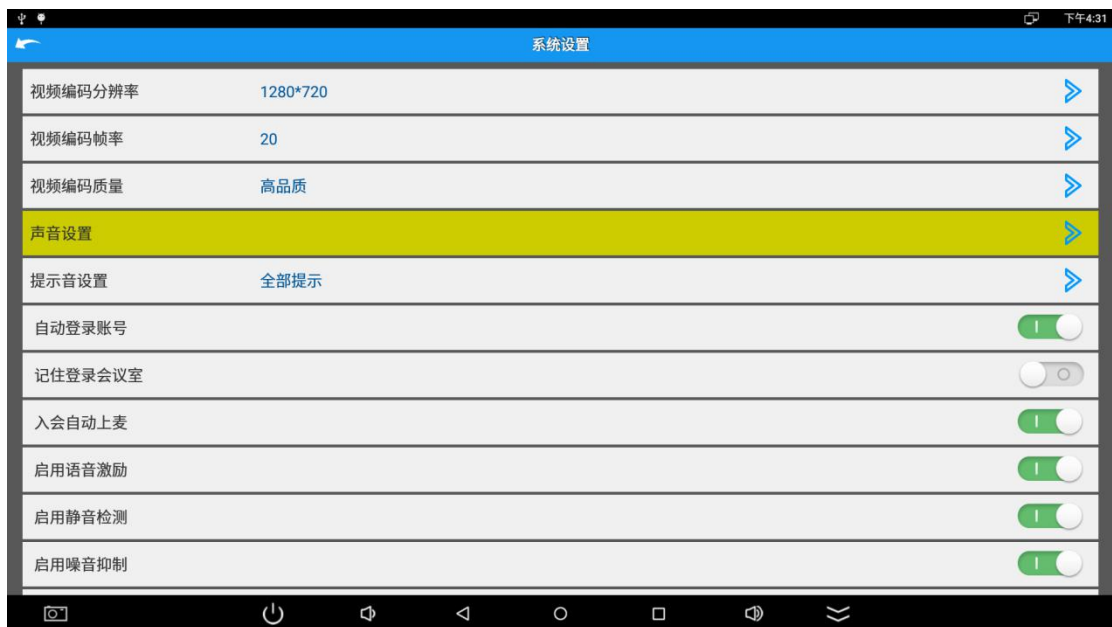 下午4:31
系统设置
视频编码分辨率 1280*720
视频编码帧率 20
视频编码质量 高品质
声音设置
提示音设置 全部提示
自动登录账号
记住登录会议室
入会自动上麦
启用语音激励
启用静音检测
启用噪音抑制